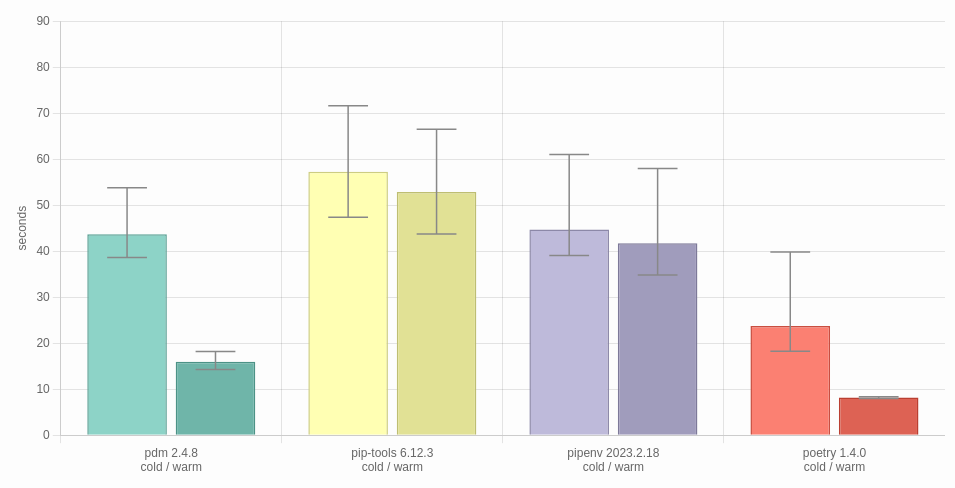 90
80
70
60
50
40
30
20
10
0
seconds
pdm 2.4.8
cold / warm
pip-tools 6.12.3
cold / warm
pipenv 2023.2.18
cold / warm
poetry 1.4.0
cold / warm